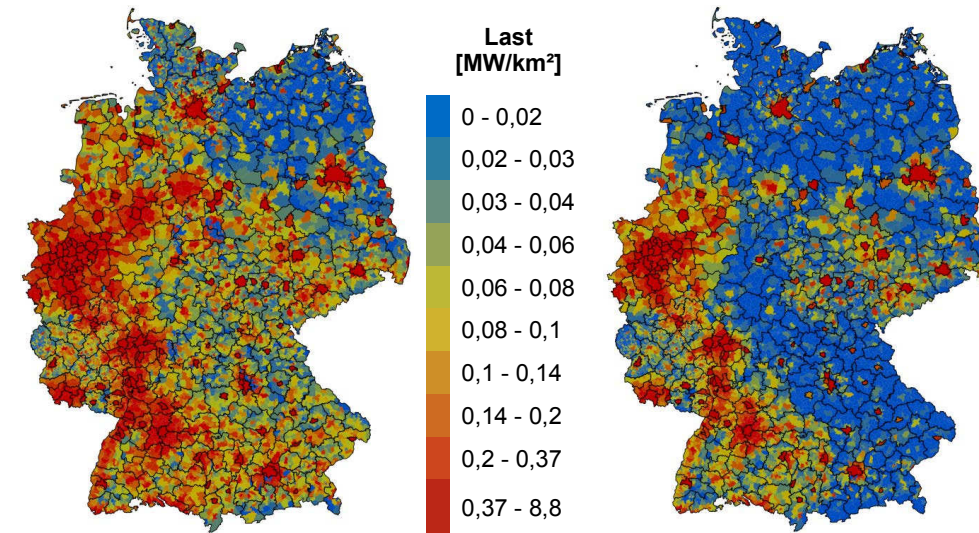 Last
[MW/km²]
0 - 0,02
0,02 - 0,03
0,03 - 0,04
0,04 - 0,06
0,06 - 0,08
0,08 - 0,1
0,1 - 0,14
0,14 - 0,2
0,2 - 0,37
0,37 - 8,8